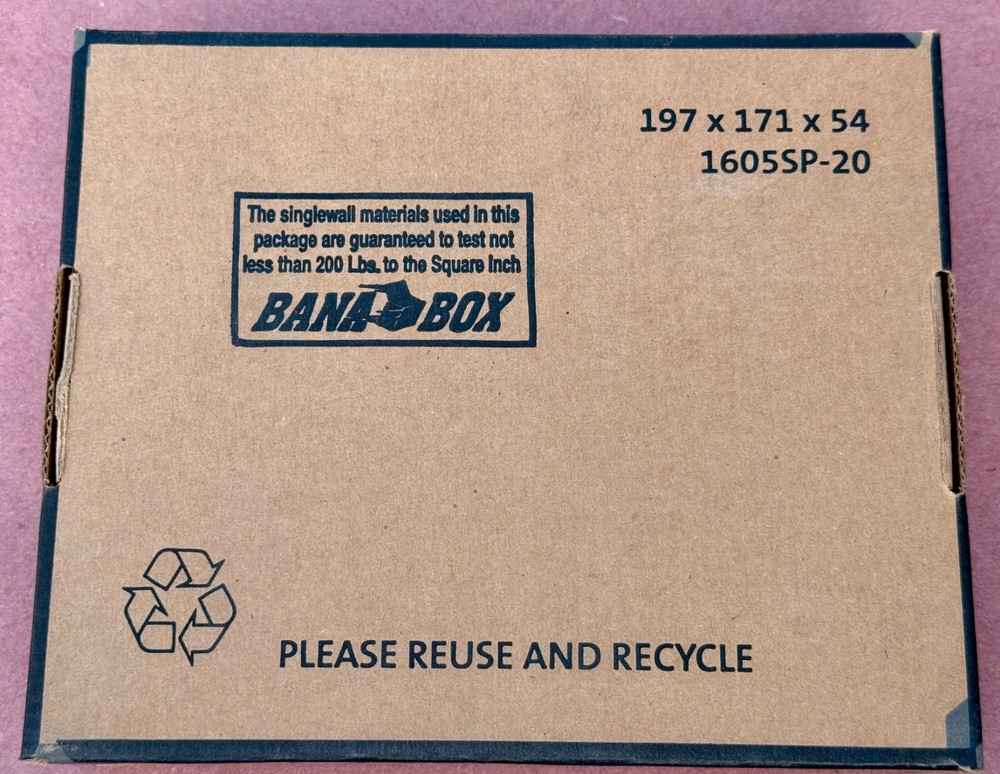 197 x 171 x 54
1605SP-20
The singlewall materials used in this
package are guaranteed to test not
less than 200 Lbs. to the Square Inch
BANA BOX
PLEASE REUSE AND RECYCLE